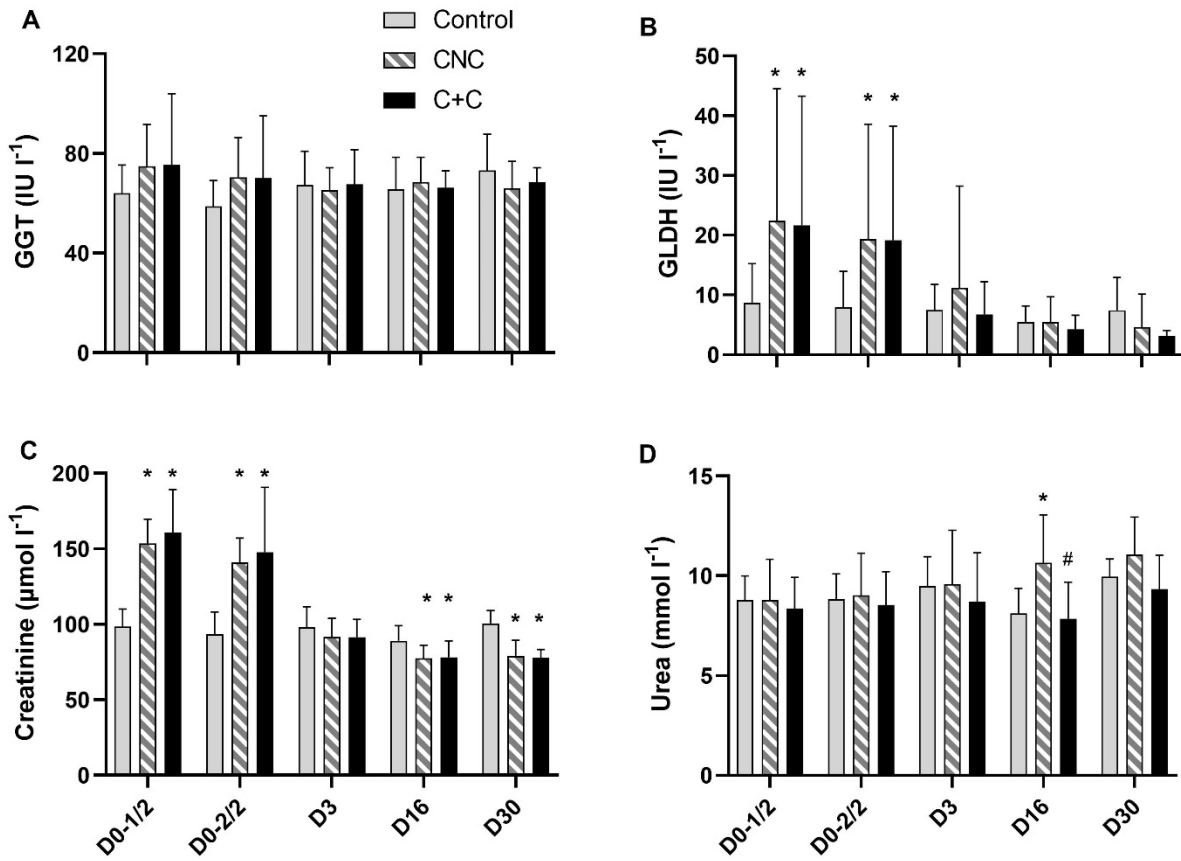 A
Control
CNC
C+C
120
80
40
0
GGT (IU l⁻¹)
B
50
40
30
20
10
0
GLDH (IU l⁻¹)
* *
* *
C
200
150
100
50
0
Creatinine (µmol l⁻¹)
* *
* *
* *
* *
D0-1/2
D0-2/2
D3
D16
D30
D
15
10
5
0
Urea (mmol l⁻¹)
*
#
D0-1/2
D0-2/2
D3
D16
D30